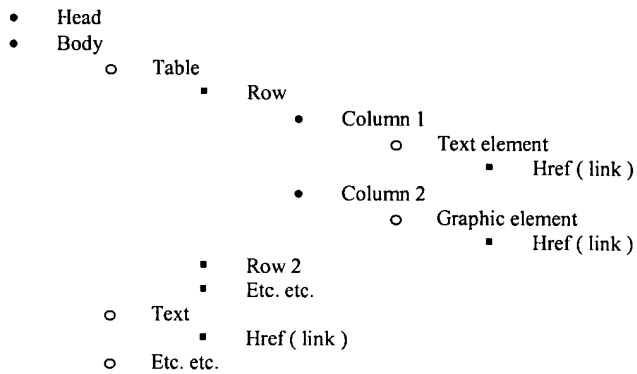 • Head
• Body
o Table
▪ Row
• Column 1
o Text element
▪ Href ( link )
• Column 2
o Graphic element
▪ Href ( link )
▪ Row 2
▪ Etc. etc.
o Text
▪ Href ( link )
o Etc. etc.